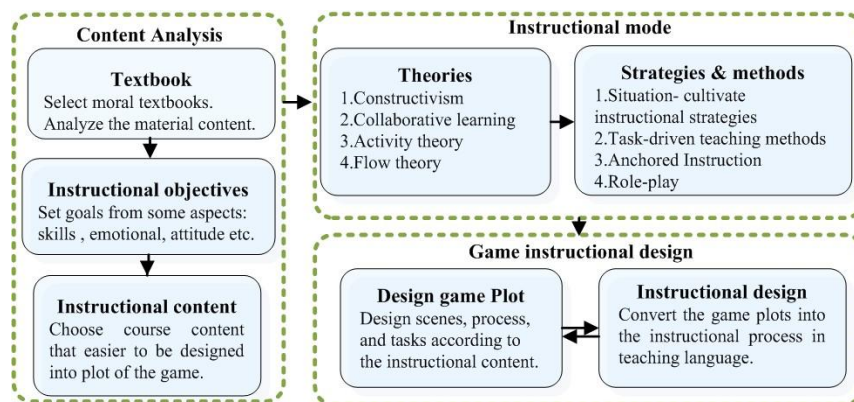 Content Analysis
Textbook
Select moral textbooks.
Analyze the material content.
Instructional objectives
Set goals from some aspects:
skills , emotional, attitude etc.
Instructional content
Choose course content
that easier to be designed
into plot of the game.
Instructional mode
Theories
1.Constructivism
2.Collaborative learning
3.Activity theory
4.Flow theory
Strategies & methods
1.Situation- cultivate
instructional strategies
2.Task-driven teaching methods
3.Anchored Instruction
4.Role-play
Game instructional design
Design game Plot
Design scenes, process,
and tasks according to
the instructional content.
Instructional design
Convert the game plots into
the instructional process in
teaching language.